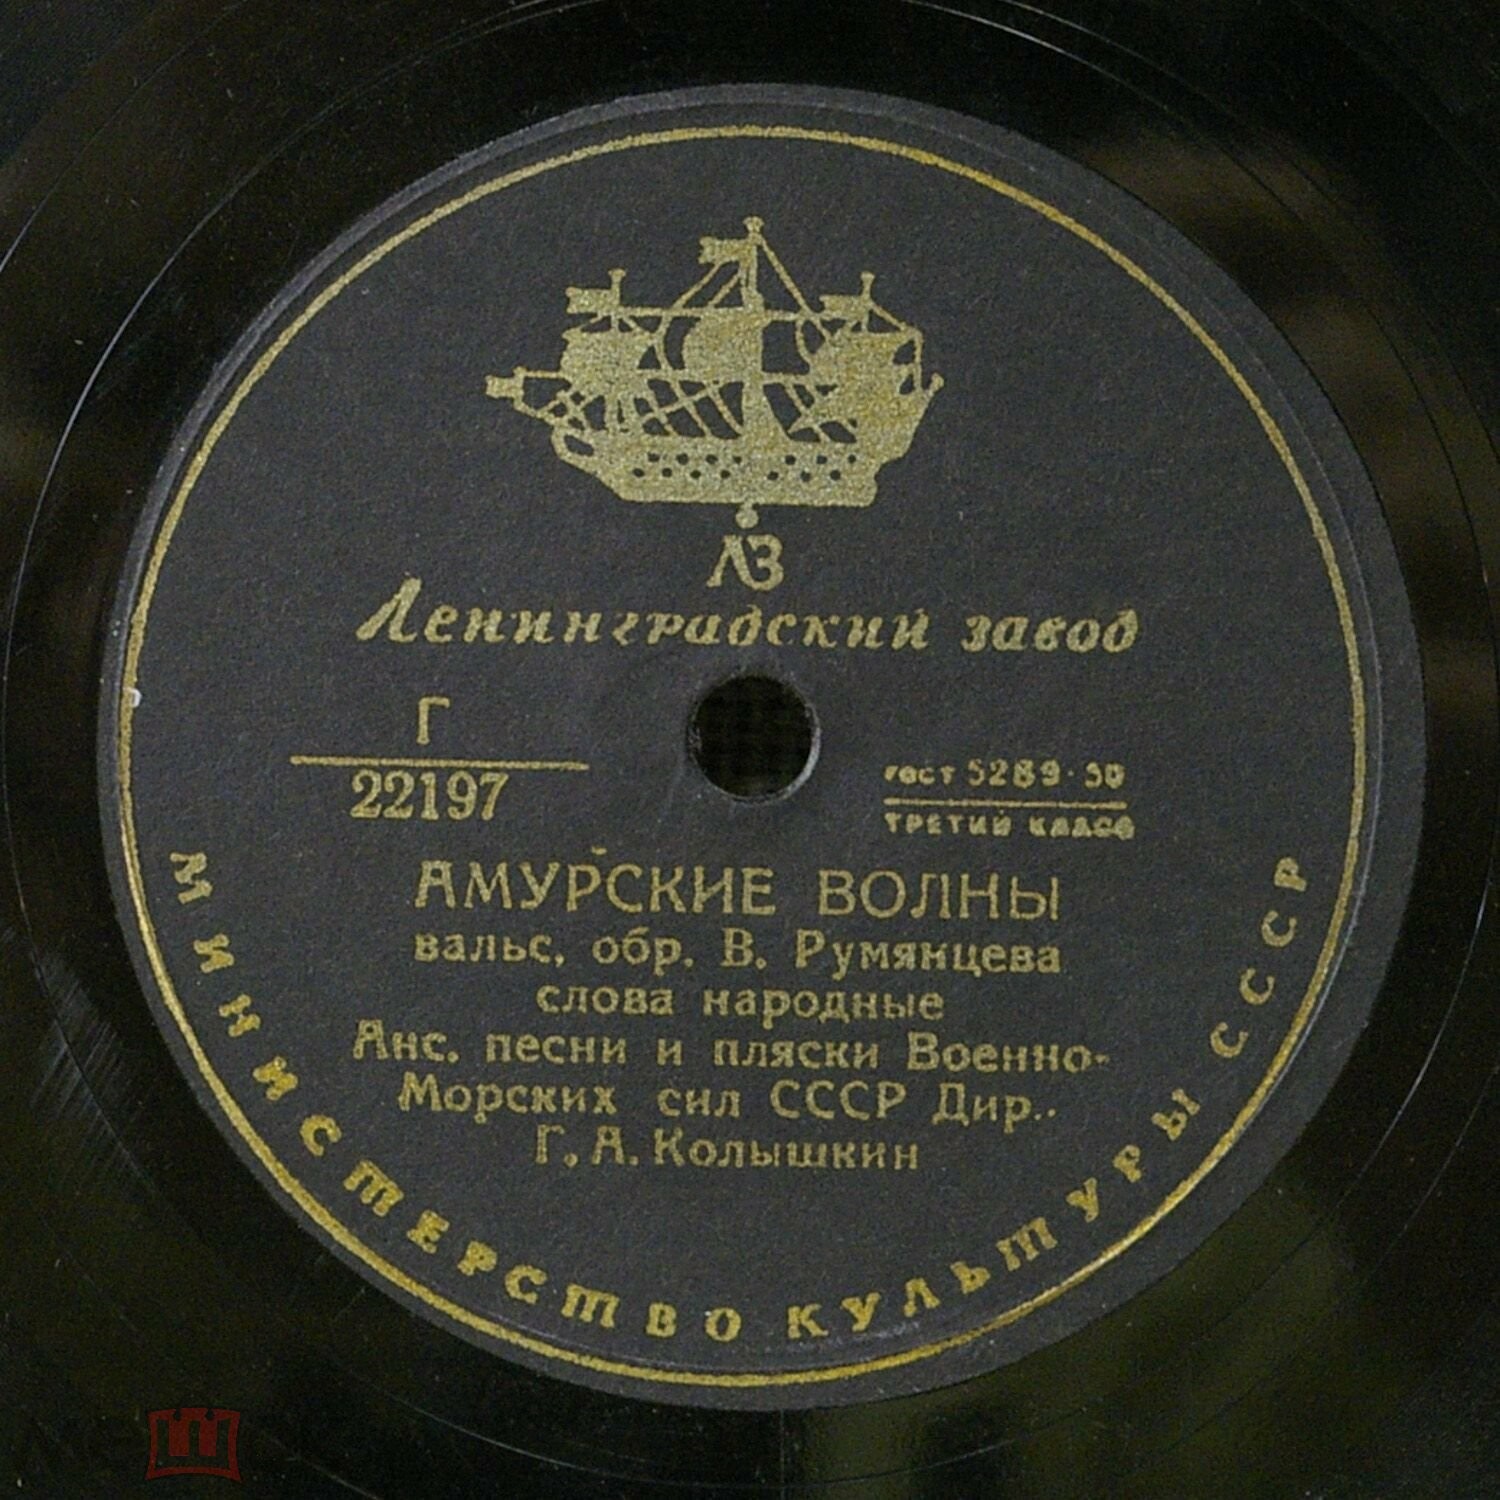 ЛЗ
Ленинградский завод
Г
22197
гост 5289-50
ТРЕТИЙ КЛАСС
АМУРСКИЕ ВОЛНЫ
вальс, обр. В. Румянцева
слова народные
Анс. песни и пляски Военно-
Морских сил СССР Дир..
Г. А. Колышкин
МИНИСТЕРСТВО КУЛЬТУРЫ СССР